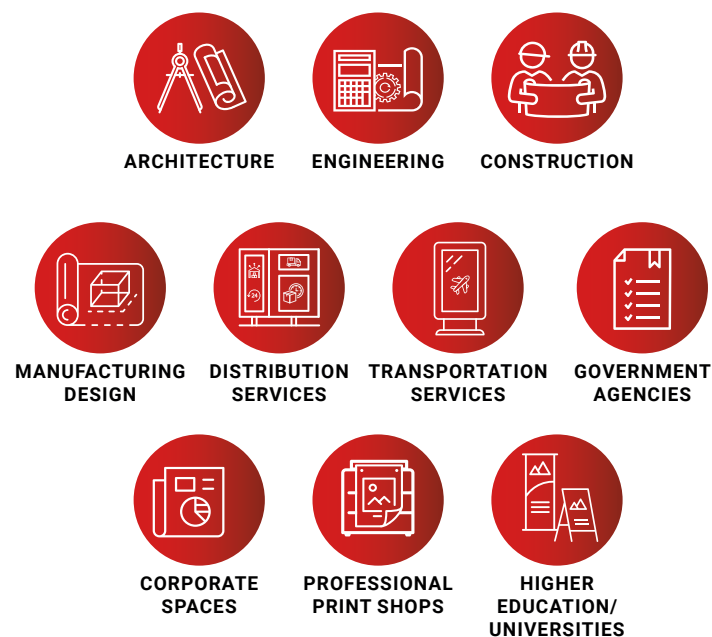 ARCHITECTURE
ENGINEERING
CONSTRUCTION
MANUFACTURING
DESIGN
DISTRIBUTION
SERVICES
TRANSPORTATION
SERVICES
GOVERNMENT
AGENCIES
CORPORATE
SPACES
PROFESSIONAL
PRINT SHOPS
HIGHER
EDUCATION/
UNIVERSITIES
24